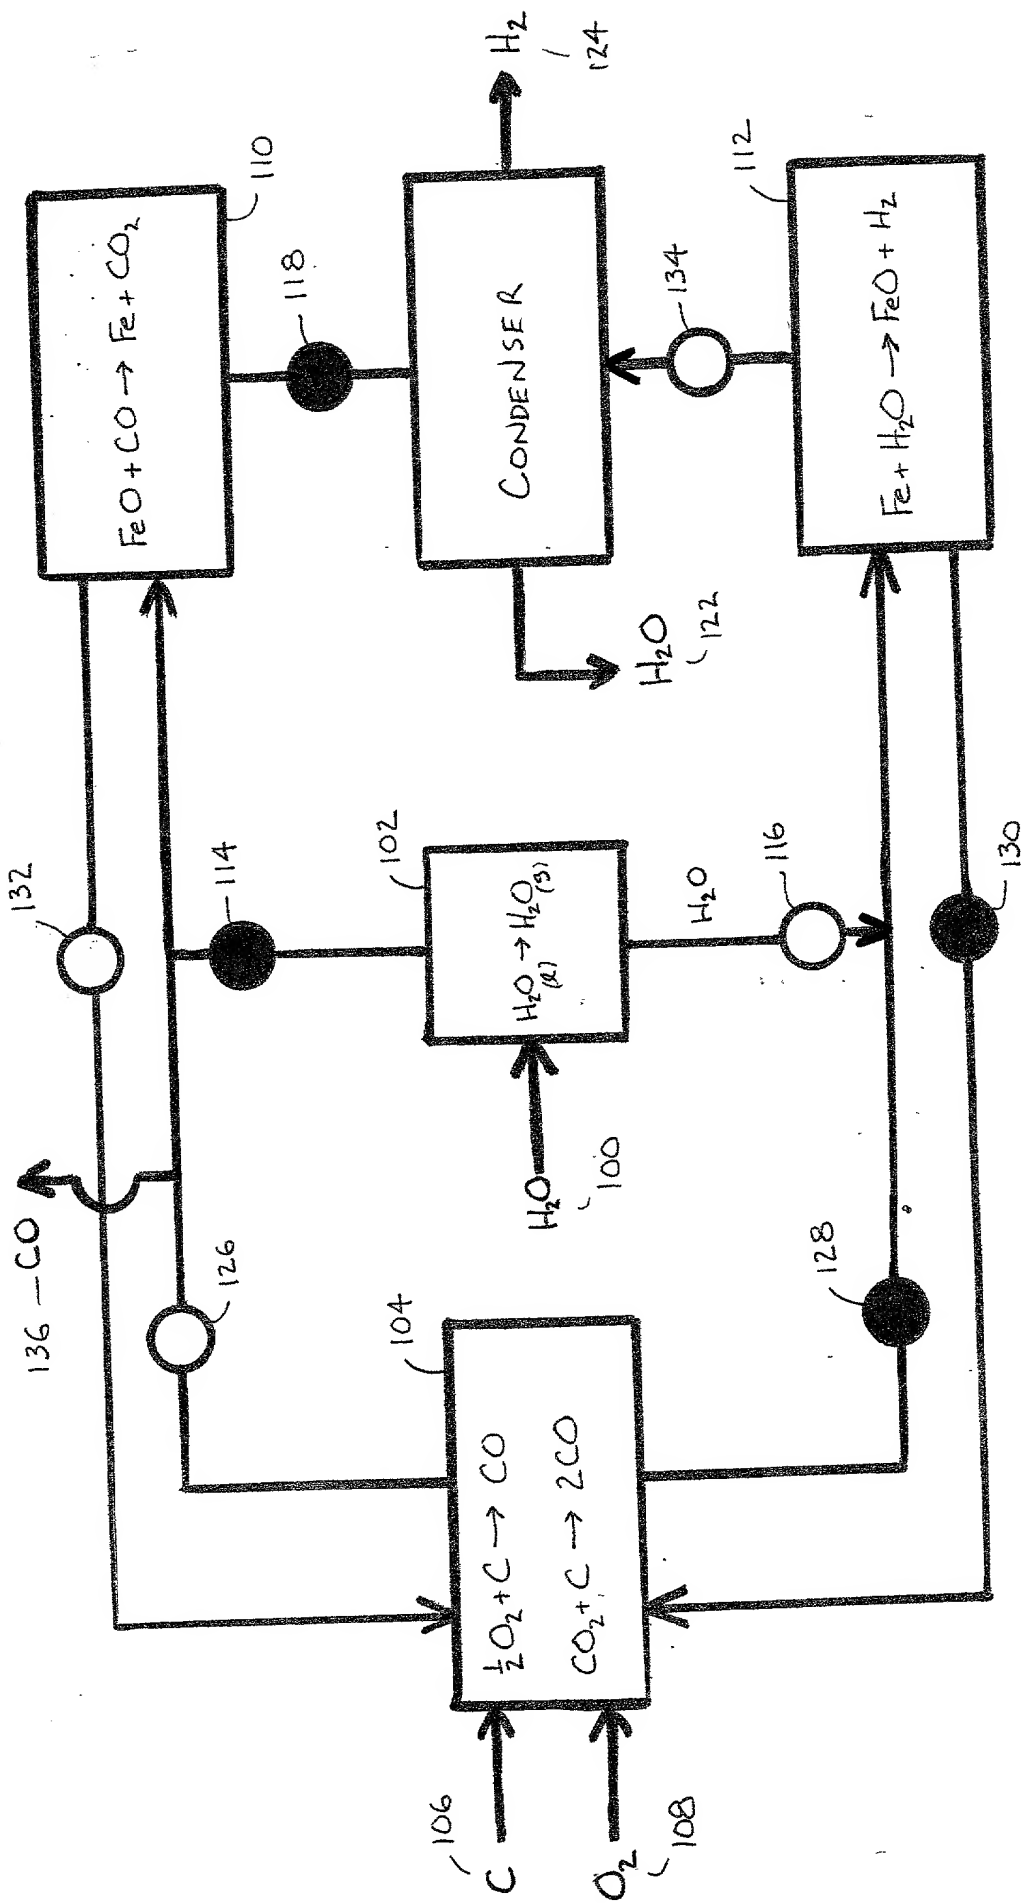 136 — CO
132
126
114
FeO + CO → Fe + CO₂
110
118
C
106
O₂
108
104
½O₂ + C → CO
CO₂ + C → 2CO
H₂O
100
102
H₂O(l) → H₂O(g)
H₂O
116
CONDENSER
H₂
124
H₂O
122
134
128
130
Fe + H₂O → FeO + H₂
112